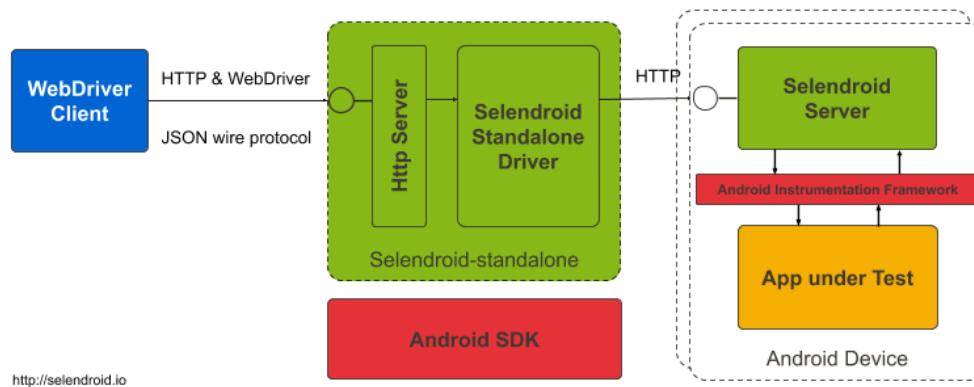 WebDriver
Client
HTTP & WebDriver
JSON wire protocol
Http Server
Selendroid
Standalone
Driver
Selendroid-standalone
Android SDK
HTTP
Selendroid
Server
Android Instrumentation Framework
App under Test
Android Device
http://selendroid.io